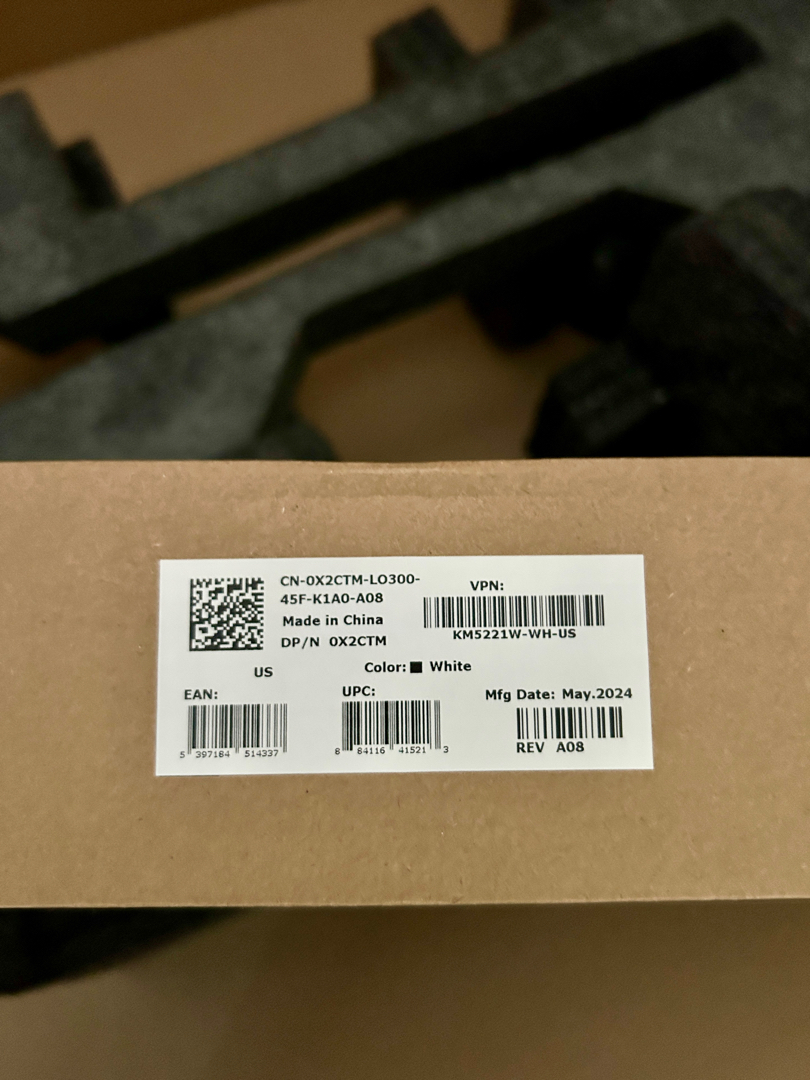 CN-0X2CTM-LO300-
45F-K1A0-A08
Made in China
DP/N 0X2CTM
VPN:
KM5221W-WH-US
US
Color: White
EAN:
5 397184 514337
UPC:
8 84116 41521 3
Mfg Date: May.2024
REV A08